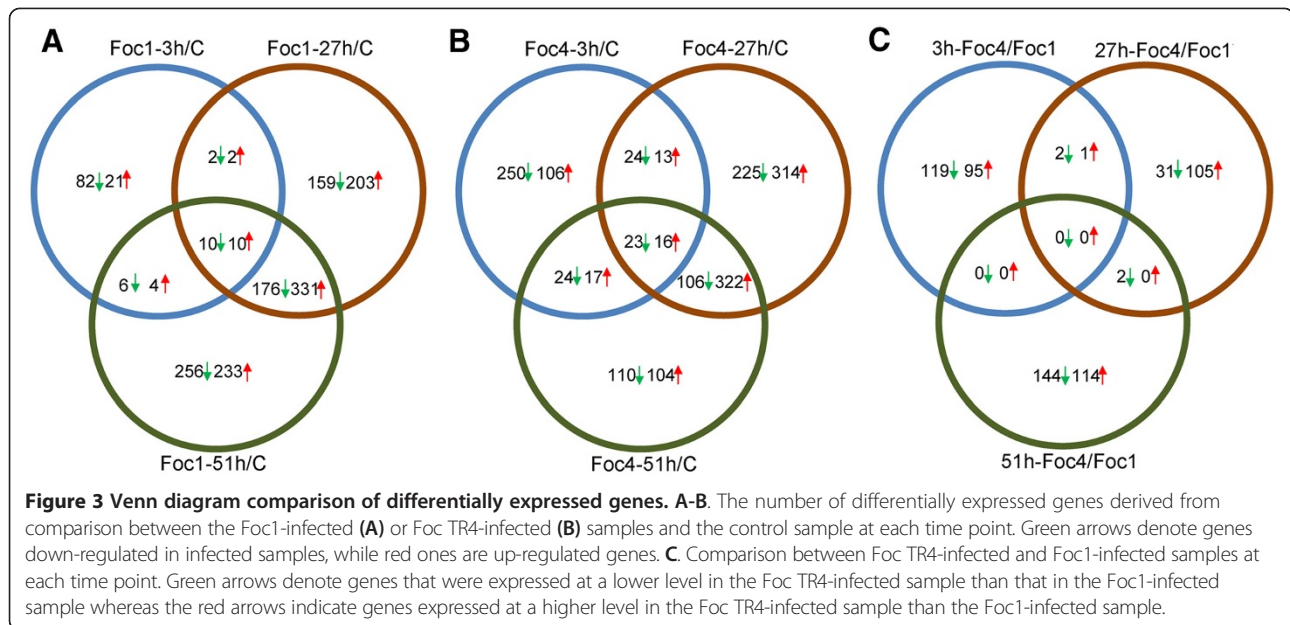 A
B
C
Foc1-3h/C
Foc1-27h/C
Foc4-3h/C
Foc4-27h/C
3h-Foc4/Foc1
27h-Foc4/Foc1
2↓2↑
82↓21↑
159↓203↑
10↓10↑
6↓ 4↑
176↓331↑
256↓233↑
Foc1-51h/C
24↓13↑
250↓106↑
225↓314↑
23↓16↑
24↓17↑
106↓322↑
110↓104↑
Foc4-51h/C
2↓ 1↑
119↓95↑
31↓105↑
0↓ 0↑
0↓ 0↑
2↓ 0↑
144↓114↑
51h-Foc4/Foc1
Figure 3 Venn diagram comparison of differentially expressed genes. A-B. The number of differentially expressed genes derived from
comparison between the Foc1-infected (A) or Foc TR4-infected (B) samples and the control sample at each time point. Green arrows denote genes
down-regulated in infected samples, while red ones are up-regulated genes. C. Comparison between Foc TR4-infected and Foc1-infected samples at
each time point. Green arrows denote genes that were expressed at a lower level in the Foc TR4-infected sample than that in the Foc1-infected
sample whereas the red arrows indicate genes expressed at a higher level in the Foc TR4-infected sample than the Foc1-infected sample.